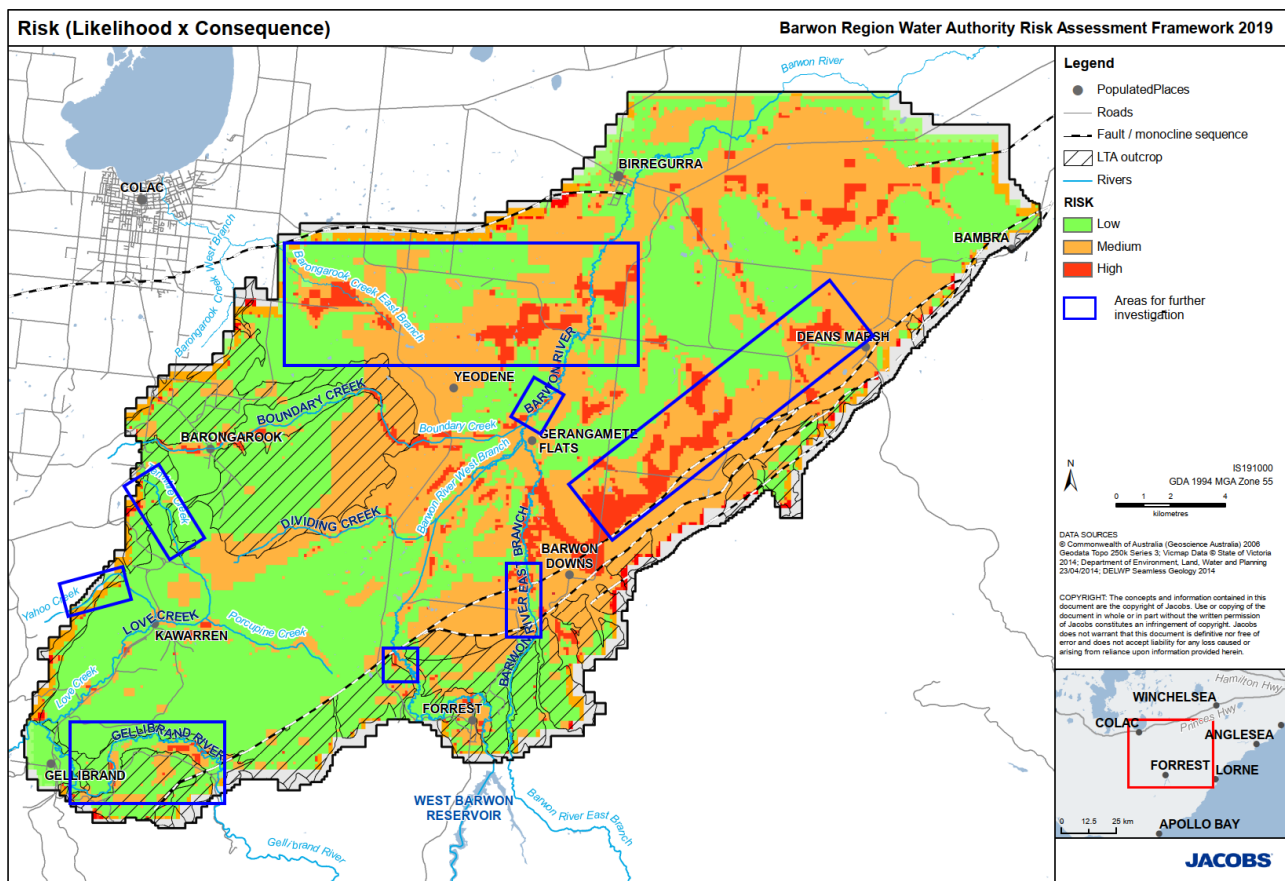 Risk (Likelihood x Consequence)
Barwon Region Water Authority Risk Assessment Framework 2019
Barwon River
BIRREGURRA
COLAC
Barongarook Creek West Branch
BAMBRA
Barongarook Creek East Branch
BARWON RIVER
DEANS MARSH
YEODENE
BOUNDARY CREEK
Boundary Creek
GERANGAMETE
FLATS
BARONGAROOK
Barwon River West Branch
DIVIDING CREEK
BARWON
DOWNS
BARWON RIVER EAST BRANCH
Yahoo Creek
LOVE CREEK
KAWARREN
Porcupine Creek
Love Creek
FORREST
GELLIBRAND RIVER
GELLIBRAND
WEST BARWON
RESERVOIR
Barwon River East
Branch
Gellibrand
River
Legend
PopulatedPlaces
Roads
Fault / monocline sequence
LTA outcrop
Rivers
RISK
Low
Medium
High
Areas for further
investigation
N
IS191000
GDA 1994 MGA Zone 55
0 2 4
kilometres
DATA SOURCES
© Commonwealth of Australia (Geoscience Australia) 2006
Geodata Topo 250k Series 3; Vicmap Data © State of Victoria
2014; Department of Environment, Land, Water and Planning
23/04/2014; DELWP Seamless Geology 2014
COPYRIGHT: The concepts and information contained in this
document are the copyright of Jacobs. Use or copying of the
document in whole or in part without the written permission
of Jacobs constitutes an infringement of copyright. Jacobs
does not warrant that this document is definitive nor free of
error and does not accept liability for any loss caused or
arising from reliance upon information provided herein.
Hamilton Hwy
WINCHELSEA
Princes Hwy
COLAC
ANGLESEA
FORREST
LORNE
0 12.5 25 km
APOLLO BAY
JACOBS